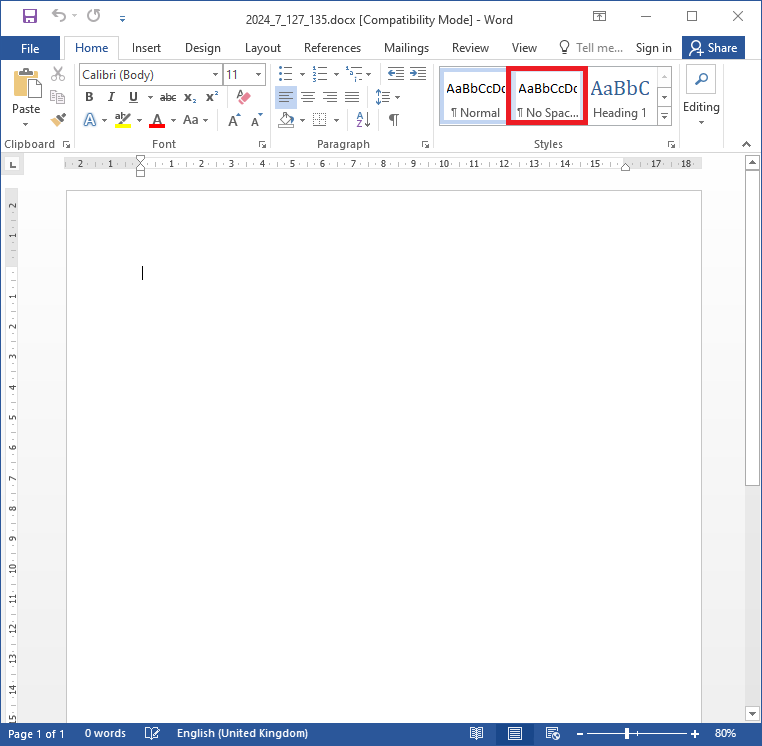 2024_7_127_135.docx [Compatibility Mode] - Word
File Home Insert Design Layout References Mailings Review View Tell me... Sign in Share
Calibri (Body) 11
AaBbCcDc AaBbCcDc AaBbC
Paste
B I U abc x₂ x²
¶ Normal ¶ No Spac... Heading 1
Editing
A ab A Aa A A A Z ¶
Clipboard Font Paragraph Styles
L 2 1 1 2 3 4 5 6 7 8 9 10 11 12 13 14 15 17 18
2
1
1
2
3
4
5
6
7
8
9
10
11
12
13
14
15
Page 1 of 1 0 words English (United Kingdom) 80%